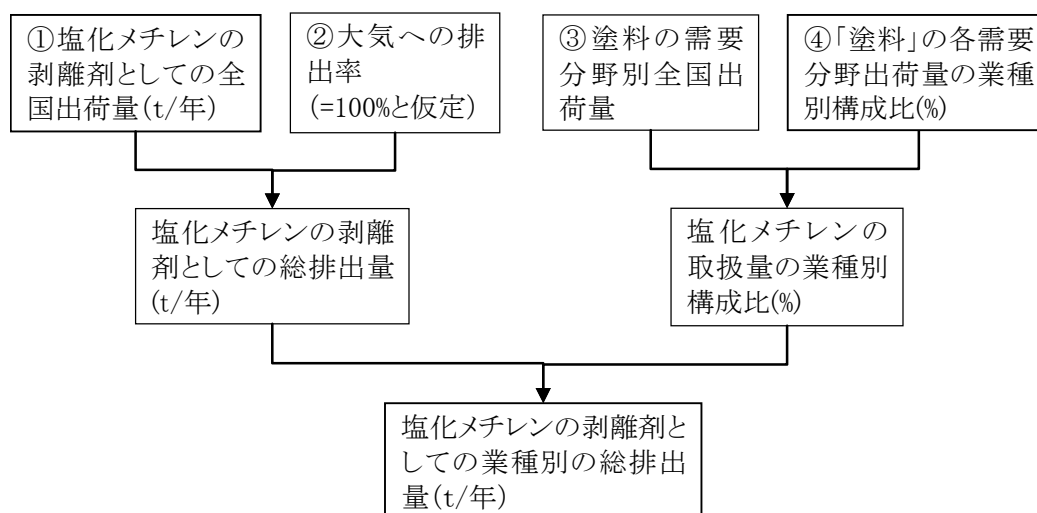 ①塩化メチレンの
剥離剤としての全
国出荷量(t/年)
②大気への排
出率
(=100%と仮定)
③塗料の需要
分野別全国出
荷量
④「塗料」の各需要
分野出荷量の業種
別構成比(%)
塩化メチレンの剥離
剤としての総排出量
(t/年)
塩化メチレンの
取扱量の業種別
構成比(%)
塩化メチレンの剥離剤と
しての業種別の総排出
量(t/年)